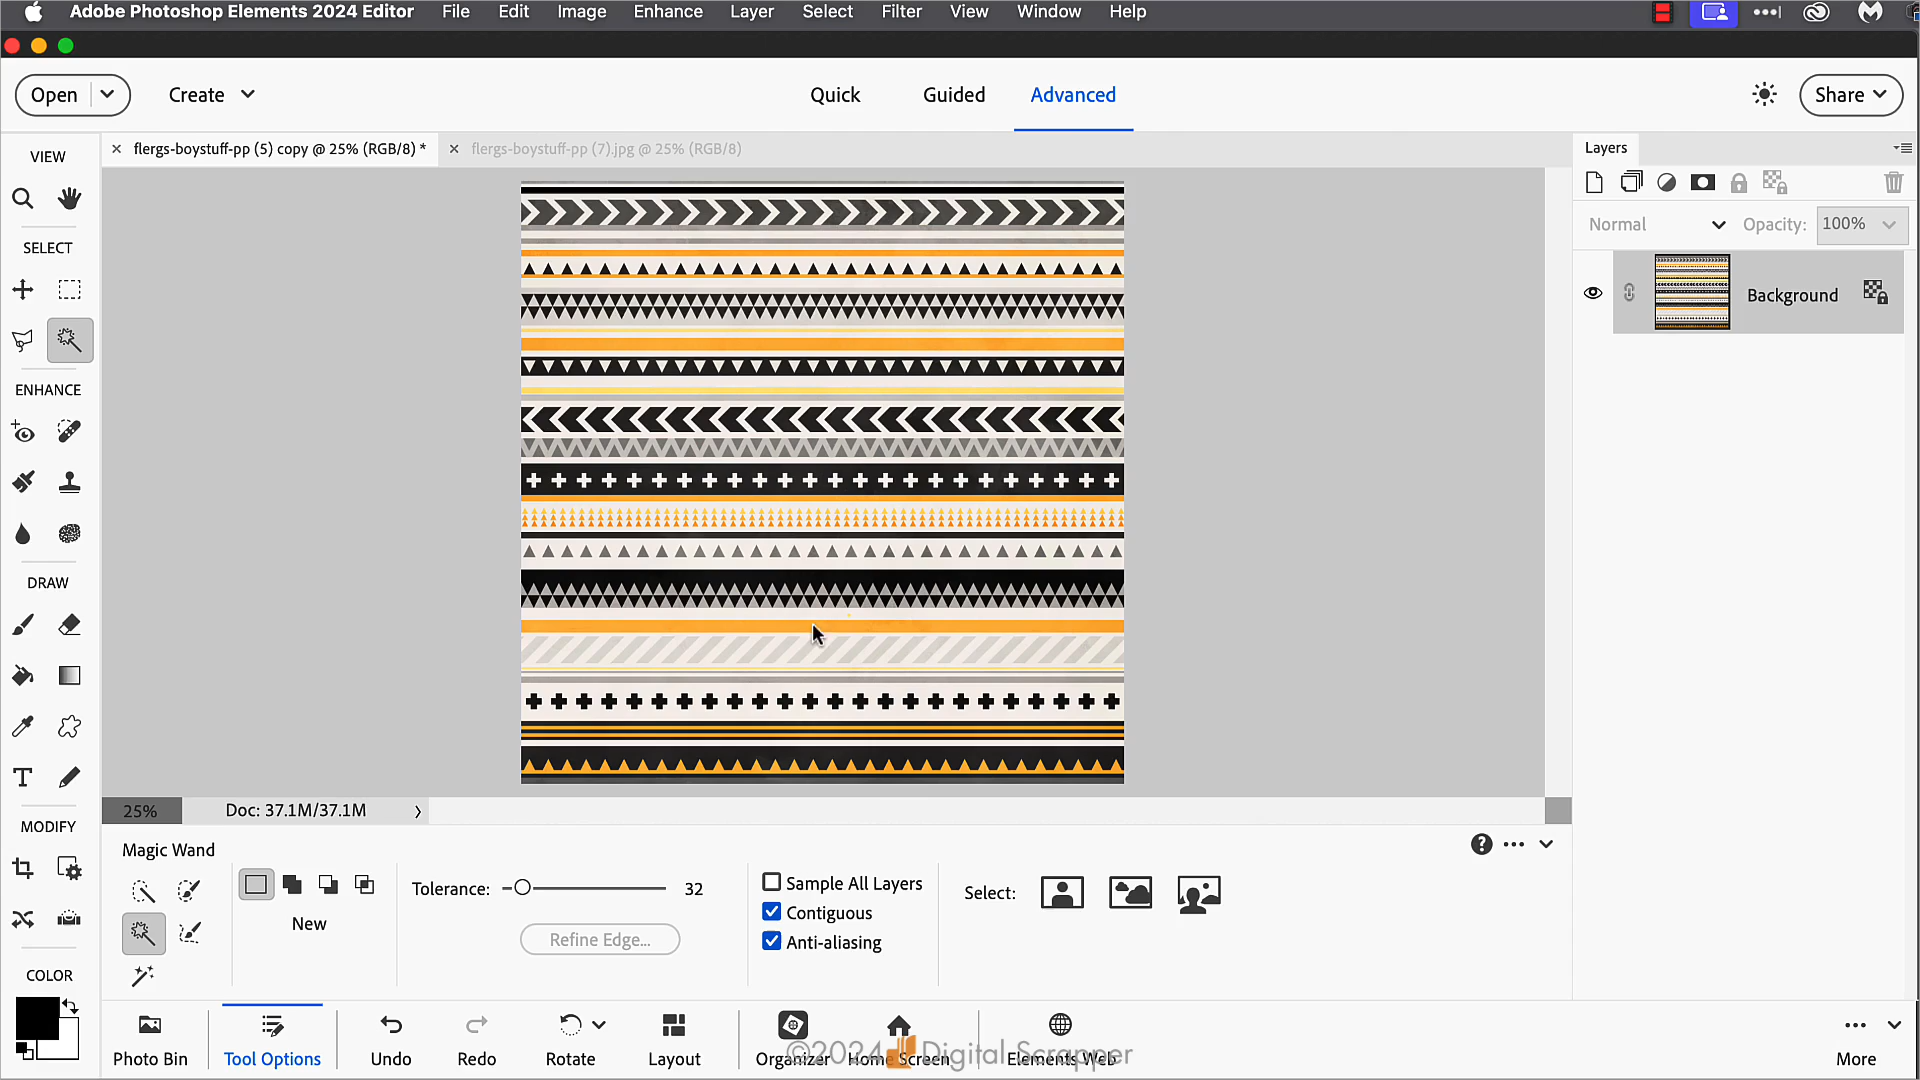 Adobe Photoshop Elements 2024 Editor File Edit Image Enhance Layer Select Filter View Window Help
Open Create Quick Guided Advanced Share
VIEW
flergs-boystuff-pp (5) copy @ 25% (RGB/8) *
flergs-boystuff-pp (7).jpg @ 25% (RGB/8)
Layers
SELECT
Normal Opacity: 100%
Background
ENHANCE
DRAW
MODIFY
COLOR
25% Doc: 37.1M/37.1M
Magic Wand
New
Tolerance: 32
Refine Edge...
Sample All Layers
Contiguous
Anti-aliasing
Select:
Photo Bin Tool Options Undo Redo Rotate Layout Organizer Home Screen Elements Web More
©2024 Digital Scrapper